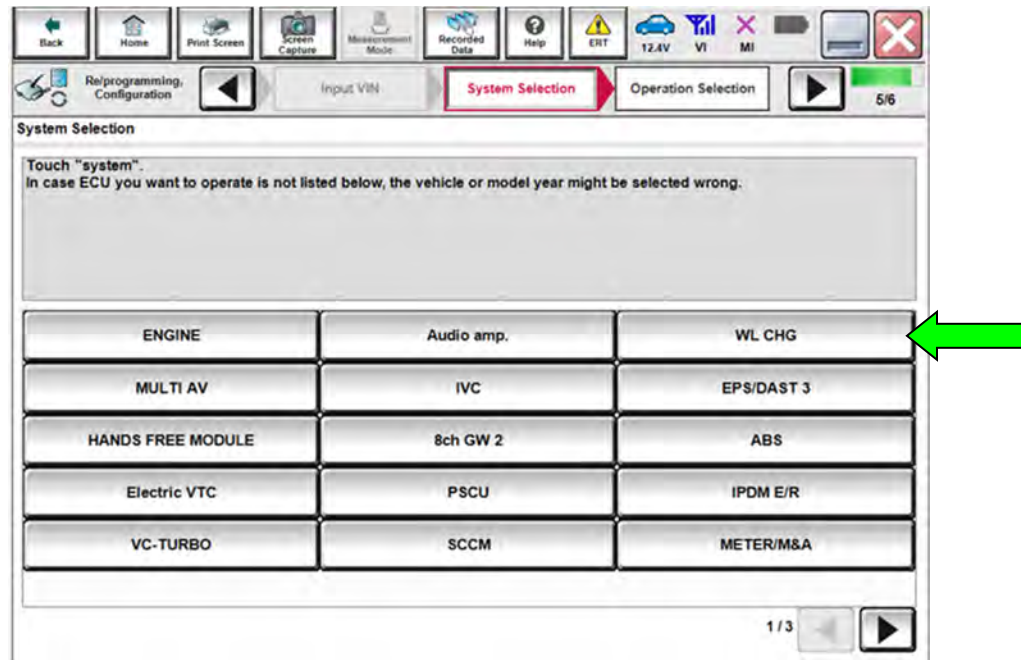 Back
Home
Print Screen
Screen Capture
Measurement Mode
Recorded Data
Help
ERT
12.4V
VI
MI
Re/programming, Configuration
Input VIN
System Selection
Operation Selection
5/6
System Selection
Touch "system".
In case ECU you want to operate is not listed below, the vehicle or model year might be selected wrong.
ENGINE
Audio amp.
WL CHG
MULTI AV
IVC
EPS/DAST 3
HANDS FREE MODULE
8ch GW 2
ABS
Electric VTC
PSCU
IPDM E/R
VC-TURBO
SCCM
METER/M&A
1/3